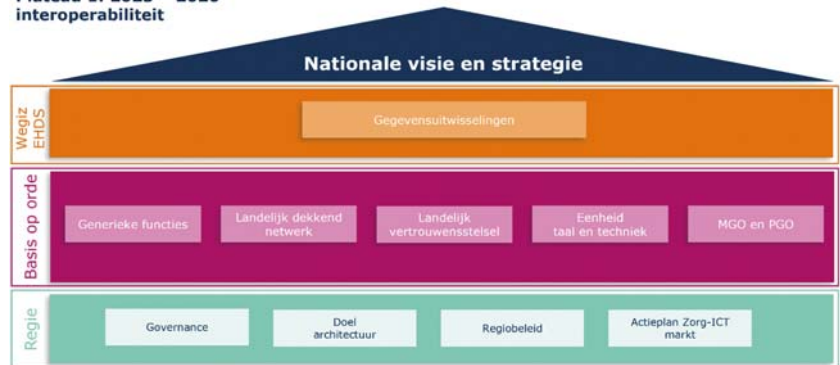 interoperabiliteit
Nationale visie en strategie
Wegiz
EHDS
Gegevensuitwisselingen
Basis op orde
Generieke functies
Landelijk dekkend
netwerk
Landelijk
vertrouwensstelsel
Eenheid
taal en techniek
MGO en PGO
Regie
Governance
Doel
architectuur
Regiobeleid
Actieplan Zorg-ICT
markt